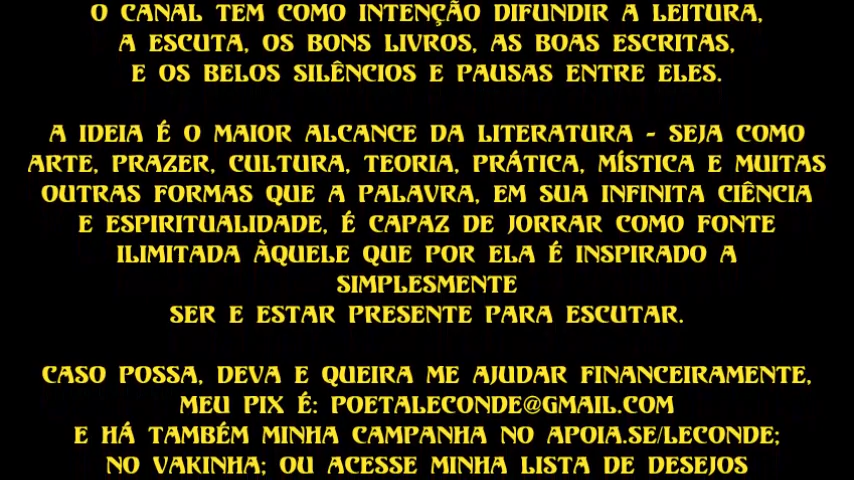 O CANAL TEM COMO INTENÇÃO DIFUNDIR A LEITURA,
A ESCUTA, OS BONS LIVROS, AS BOAS ESCRITAS,
E OS BELOS SILÊNCIOS E PAUSAS ENTRE ELES.
A IDEIA É O MAIOR ALCANCE DA LITERATURA - SEJA COMO
ARTE, PRAZER, CULTURA, TEORIA, PRÁTICA, MÍSTICA E MUITAS
OUTRAS FORMAS QUE A PALAVRA, EM SUA INFINITA CIÊNCIA
E ESPIRITUALIDADE, É CAPAZ DE JORRAR COMO FONTE
ILIMITADA ÀQUELE QUE POR ELA É INSPIRADO A
SIMPLESMENTE
SER E ESTAR PRESENTE PARA ESCUTAR.
CASO POSSA, DEVA E QUEIRA ME AJUDAR FINANCEIRAMENTE,
MEU PIX É: POETALECONDE@GMAIL.COM
E HÁ TAMBÉM MINHA CAMPANHA NO APOIA.SE/LECONDE;
NO VAKINHA; OU ACESSE MINHA LISTA DE DESEJOS